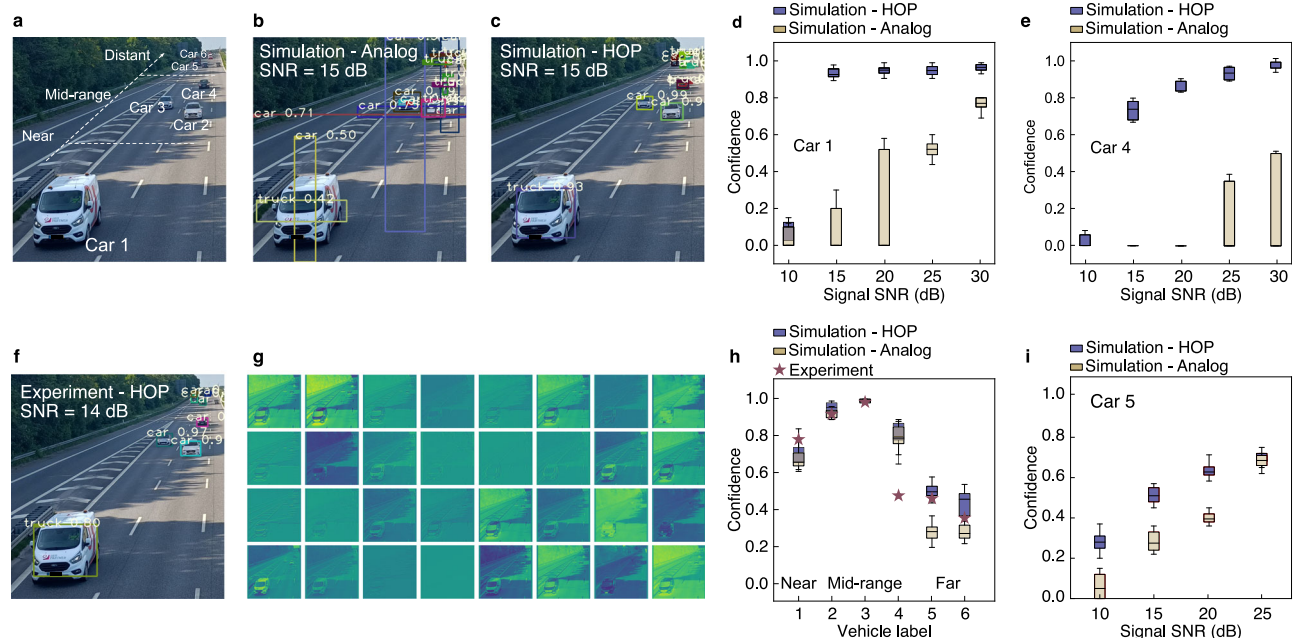 a
Distant
Car 6
Car 5
Mid-range
Car 4
Car 3
Car 2
Near
Car 1
b
Simulation - Analog
SNR = 15 dB
car 0.71
car 0.50
truck 0.42
c
Simulation - HOP
SNR = 15 dB
car 0.99
truck 0.93
d
Simulation - HOP
Simulation - Analog
Confidence
1.0
0.8
0.6
0.4
0.2
0.0
Car 1
10 15 20 25 30
Signal SNR (dB)
e
Simulation - HOP
Simulation - Analog
Confidence
1.0
0.8
0.6
0.4
0.2
0.0
Car 4
10 15 20 25 30
Signal SNR (dB)
f
Experiment - HOP
SNR = 14 dB
car 0.97
truck 0.80
g
h
Simulation - HOP
Simulation - Analog
Experiment
Confidence
1.0
0.8
0.6
0.4
0.2
0.0
Near Mid-range Far
1 2 3 4 5 6
Vehicle label
i
Simulation - HOP
Simulation - Analog
Car 5
Confidence
1.0
0.8
0.6
0.4
0.2
0.0
10 15 20 25
Signal SNR (dB)